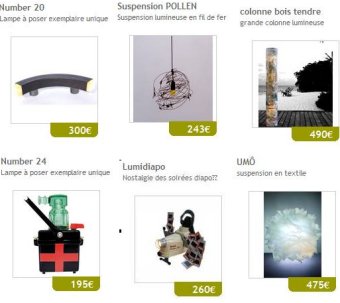 Number 20
Lampe à poser exemplaire unique
300€
Suspension POLLEN
Suspension lumineuse en fil de fer
243€
colonne bois tendre
grande colonne lumineuse
490€
Number 24
Lampe à poser exemplaire unique
195€
Lumidiapo
Nostalgie des soirées diapo??
260€
UMÔ
suspension en textile
475€